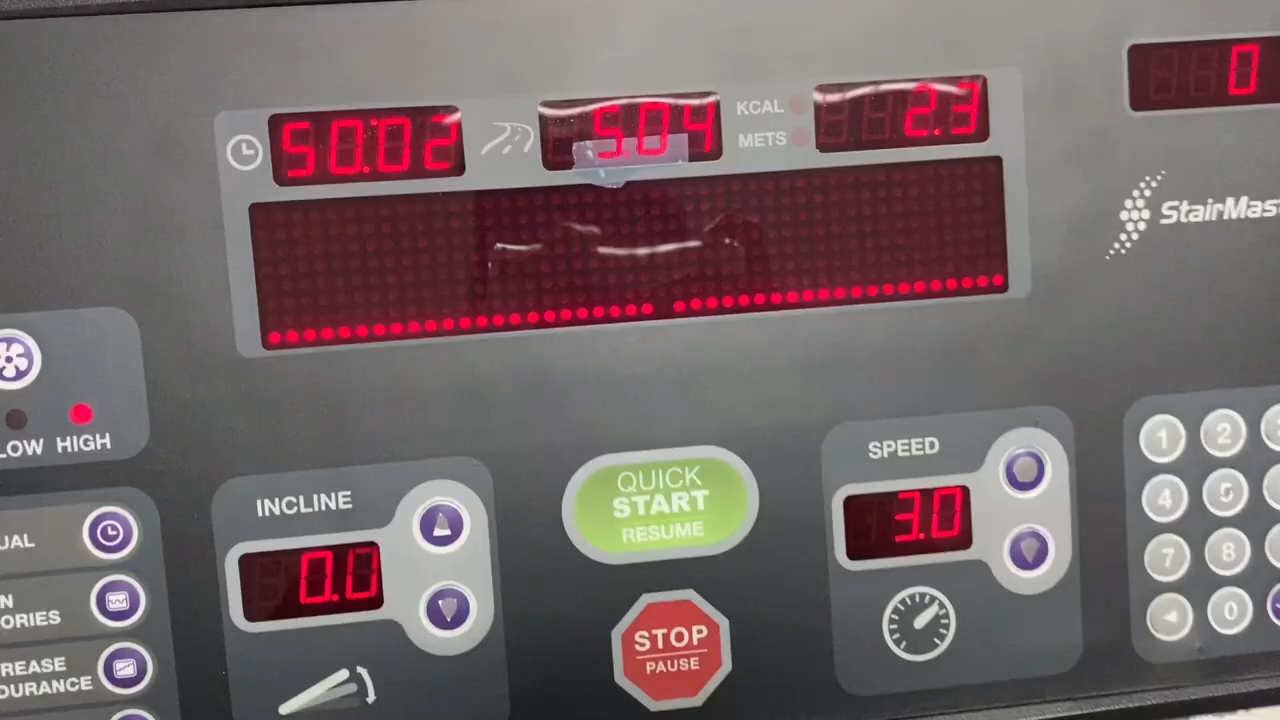 50:02
5.04
KCAL
METS
2.3
0
StairMas
LOW HIGH
INCLINE
0.0
QUICK
START
RESUME
STOP
PAUSE
SPEED
3.0
1 2
4 5
7 8
0
UAL
N
ORIES
REASE
DURANCE